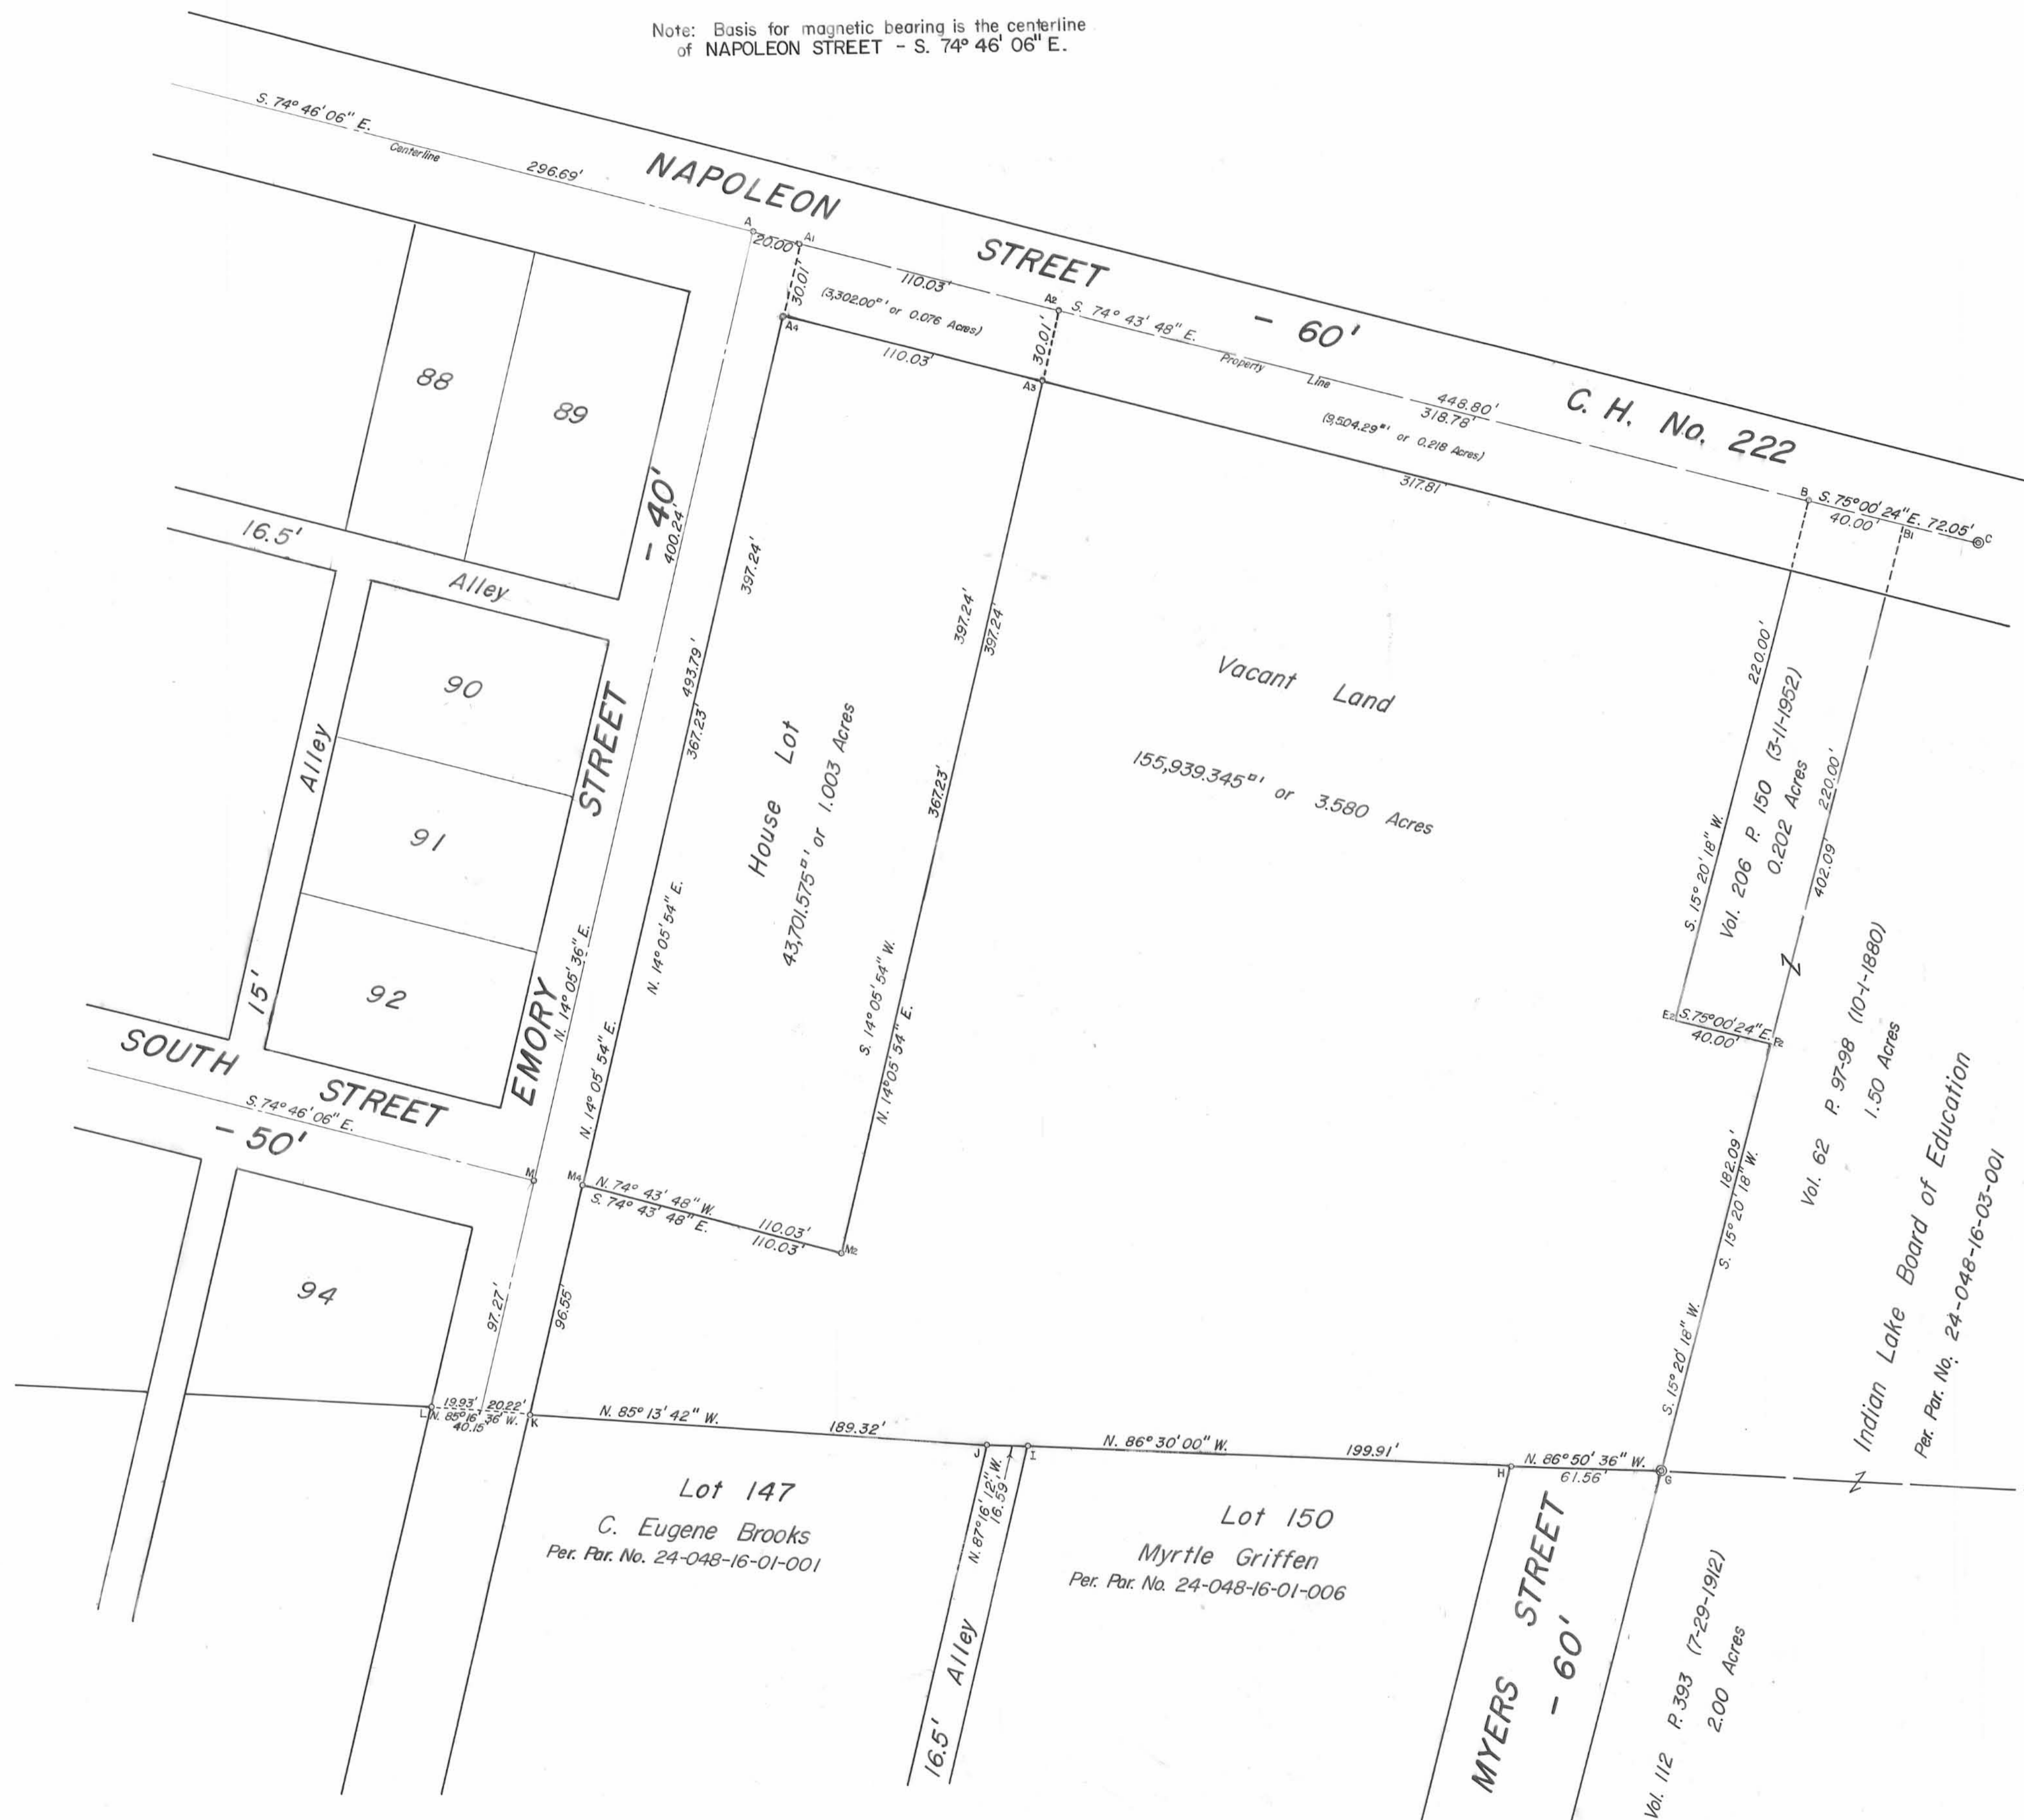 Note: Basis for magnetic bearing is the centerline
of NAPOLEON STREET - S. 74° 46' 06" E.
S. 74° 46' 06" E.
Centerline
296.69'
NAPOLEON
STREET
- 60'
C. H. No. 222
A
20.00'
A1
30.01'
110.03'
(3,302.00□' or 0.076 Acres)
A2
S. 74° 43' 48" E.
Property Line
448.80'
318.78'
(9,504.29□' or 0.218 Acres)
30.01'
A4
110.03'
A3
317.81'
B
S. 75° 00' 24" E. 72.05'
40.00'
B1
C
88
89
- 40'
400.24'
16.5'
Alley
397.24'
397.24'
397.24'
493.79'
367.23'
90
Alley
91
92
15'
EMORY
STREET
N. 14° 05' 36" E.
N. 14° 05' 54" E.
N. 14° 05' 54" E.
House Lot
43,701.575□' or 1.003 Acres
367.23'
S. 14° 05' 54" W.
N. 14° 05' 54" E.
Vacant Land
155,939.345□' or 3.580 Acres
220.00'
S. 15° 20' 18" W.
Vol. 206 P. 150 (3-11-1952)
0.202 Acres
220.00'
402.09'
E2
S. 75° 00' 24" E.
40.00'
F2
Vol. 62 P. 97-98 (10-1-1880)
1.50 Acres
182.09'
S. 15° 20' 18" W.
S. 15° 20' 18" W.
Indian Lake Board of Education
Per. Par. No. 24-048-16-03-001
SOUTH
STREET
S. 74° 46' 06" E.
- 50'
M
M4
N. 74° 43' 48" W.
S. 74° 43' 48" E.
110.03'
110.03'
M2
94
97.27'
96.55'
L
19.93' 20.22'
N. 85° 16' 36" W.
40.15'
K
N. 85° 13' 42" W.
189.32'
J
I
N. 87° 16' 12" W.
16.59'
N. 86° 30' 00" W.
199.91'
H
N. 86° 50' 36" W.
61.56'
G
Lot 147
C. Eugene Brooks
Per. Par. No. 24-048-16-01-001
16.5' Alley
Lot 150
Myrtle Griffen
Per. Par. No. 24-048-16-01-006
MYERS STREET
- 60'
Vol. 112 P. 393 (7-29-1912)
2.00 Acres